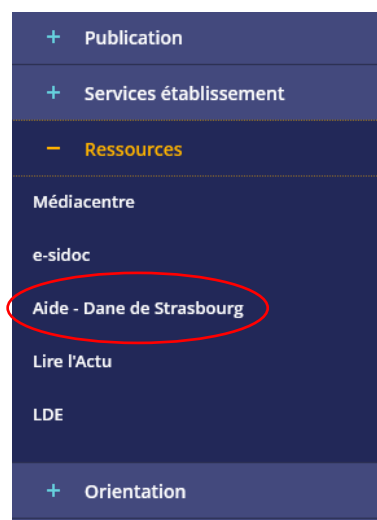 + Publication
+ Services établissement
− Ressources
Médiacentre
e-sidoc
Aide - Dane de Strasbourg
Lire l'Actu
LDE
+ Orientation